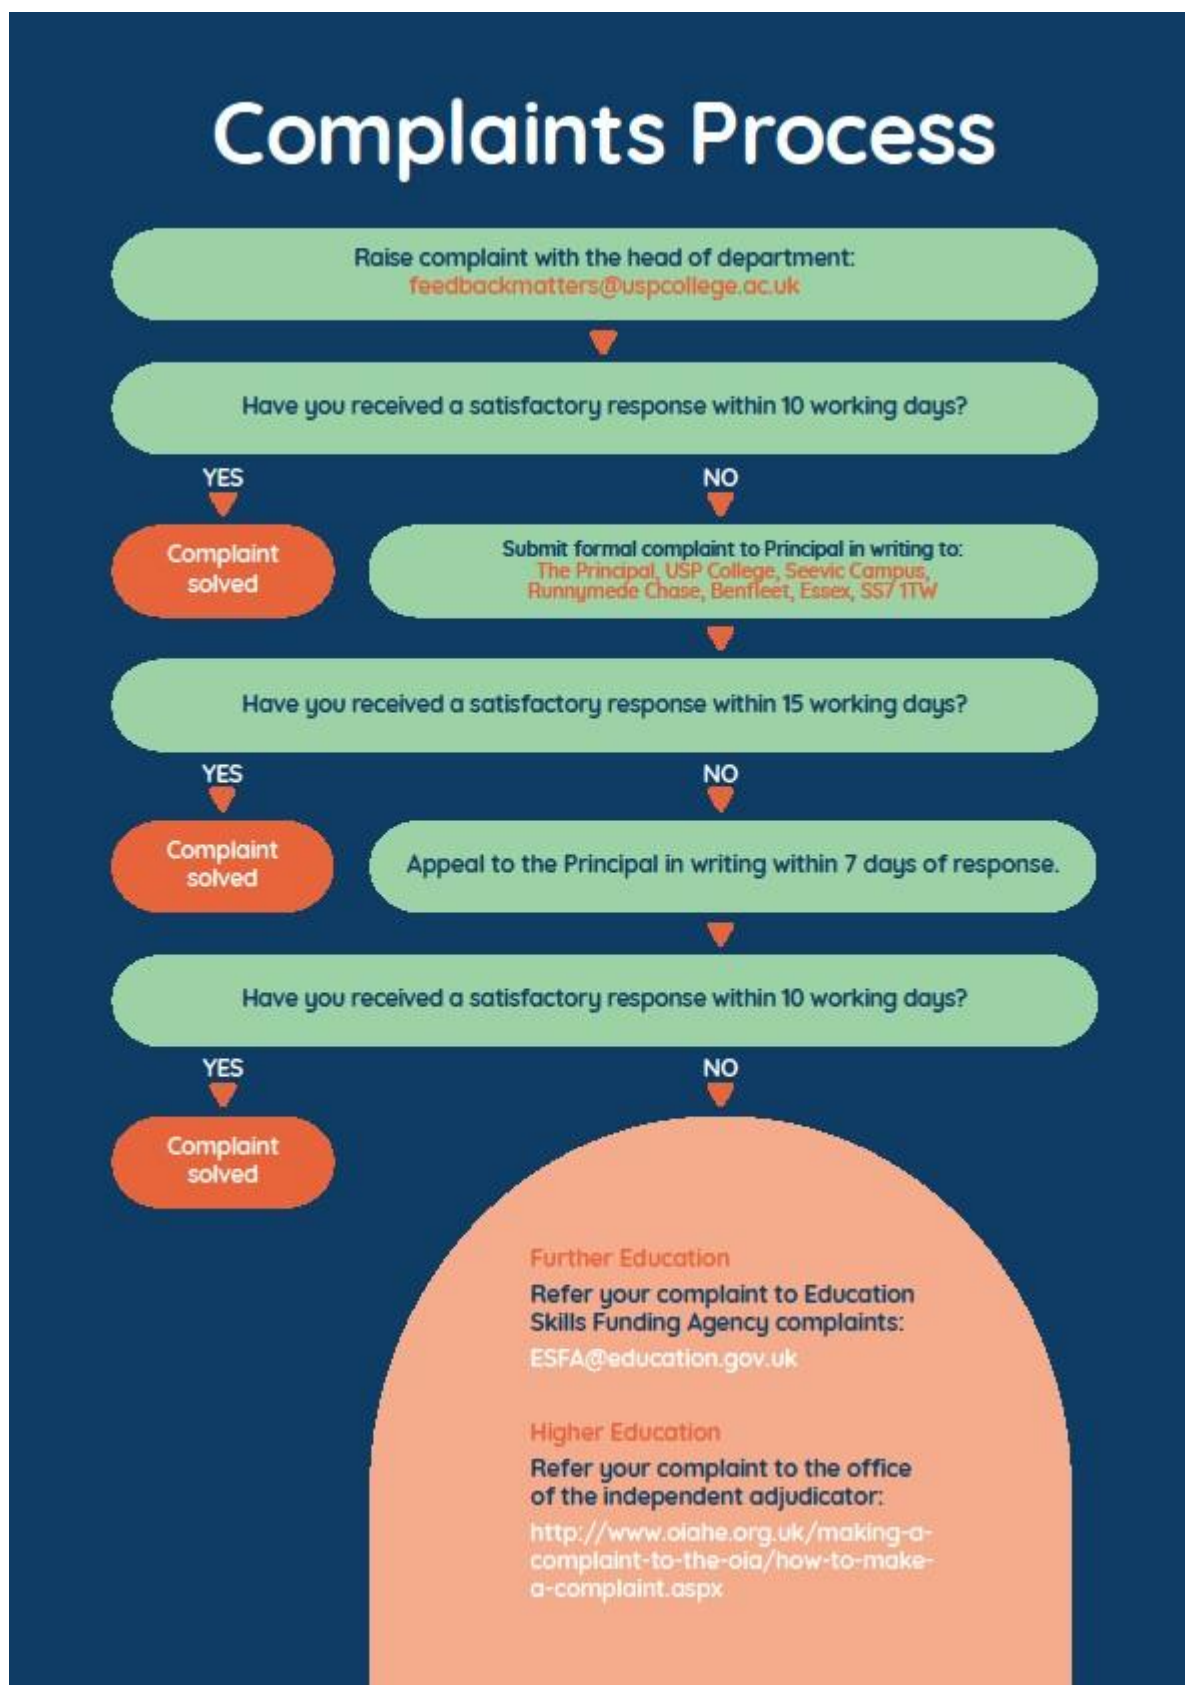 Complaints Process
Raise complaint with the head of department:
feedbackmatters@uspcollege.ac.uk
Have you received a satisfactory response within 10 working days?
YES
NO
Complaint
solved
Submit formal complaint to Principal in writing to:
The Principal, USP College, Seevic Campus,
Runnymede Chase, Benfleet, Essex, SS7 1TW
Have you received a satisfactory response within 15 working days?
YES
NO
Complaint
solved
Appeal to the Principal in writing within 7 days of response.
Have you received a satisfactory response within 10 working days?
YES
NO
Complaint
solved
Further Education
Refer your complaint to Education
Skills Funding Agency complaints:
ESFA@education.gov.uk
Higher Education
Refer your complaint to the office
of the independent adjudicator:
http://www.oiahe.org.uk/making-a-
complaint-to-the-oia/how-to-make-
a-complaint.aspx